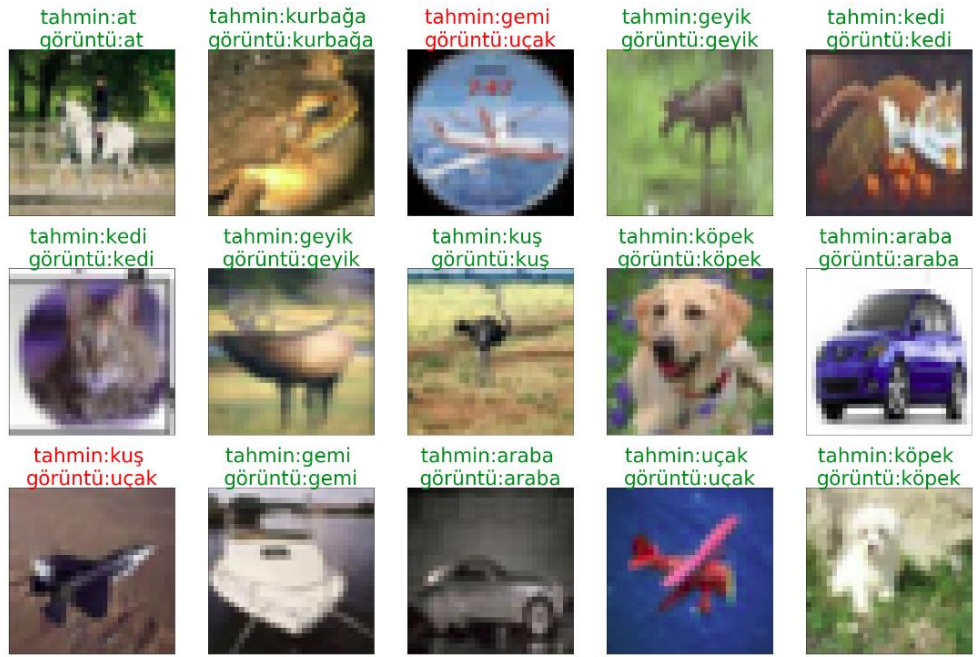 tahmin:at
görüntü:at
tahmin:kurbağa
görüntü:kurbağa
tahmin:gemi
görüntü:uçak
tahmin:geyik
görüntü:geyik
tahmin:kedi
görüntü:kedi
tahmin:kedi
görüntü:kedi
tahmin:geyik
görüntü:geyik
tahmin:kuş
görüntü:kuş
tahmin:köpek
görüntü:köpek
tahmin:araba
görüntü:araba
tahmin:kuş
görüntü:uçak
tahmin:gemi
görüntü:gemi
tahmin:araba
görüntü:araba
tahmin:uçak
görüntü:uçak
tahmin:köpek
görüntü:köpek